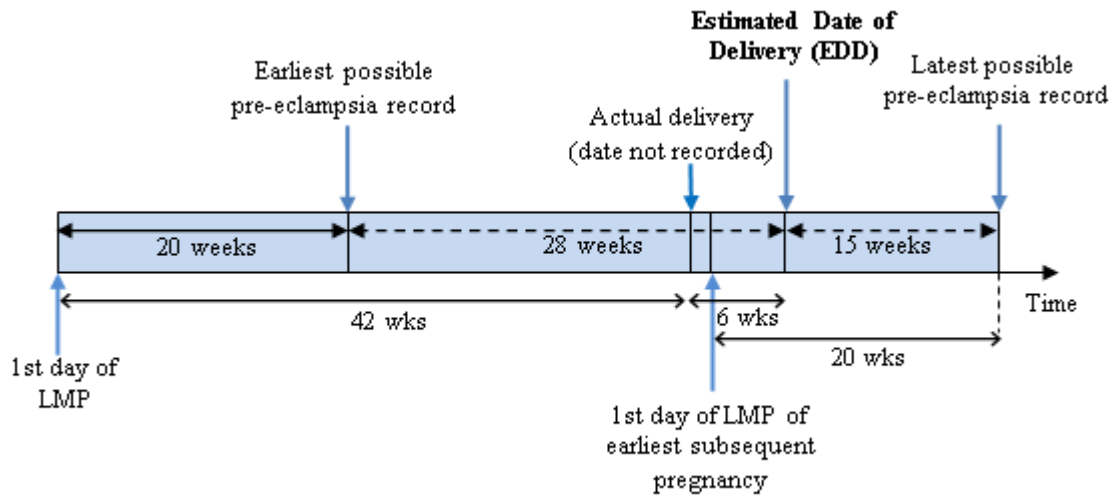 Estimated Date of
Delivery (EDD)
Earliest possible
pre-eclampsia record
Latest possible
pre-eclampsia record
Actual delivery
(date not recorded)
20 weeks
28 weeks
15 weeks
Time
42 wks
6 wks
20 wks
1st day of
LMP
1st day of LMP of
earliest subsequent
pregnancy